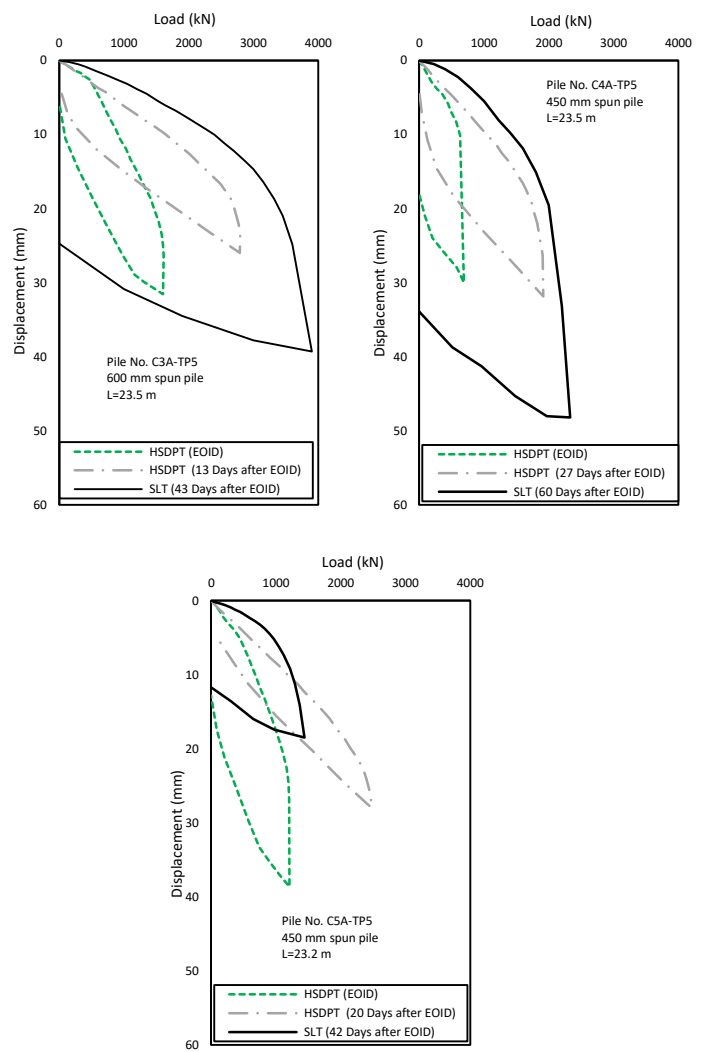 Load (kN)
0 1000 2000 3000 4000
0
10
20
30
40
50
60
Displacement (mm)
Pile No. C3A-TP5
600 mm spun pile
L=23.5 m
HSDPT (EOID)
HSDPT (13 Days after EOID)
SLT (43 Days after EOID)
Load (kN)
0 1000 2000 3000 4000
0
10
20
30
40
50
60
Displacement (mm)
Pile No. C4A-TP5
450 mm spun pile
L=23.5 m
HSDPT (EOID)
HSDPT (27 Days after EOID)
SLT (60 Days after EOID)
Load (kN)
0 1000 2000 3000 4000
0
10
20
30
40
50
60
Displacement (mm)
Pile No. C5A-TP5
450 mm spun pile
L=23.2 m
HSDPT (EOID)
HSDPT (20 Days after EOID)
SLT (42 Days after EOID)